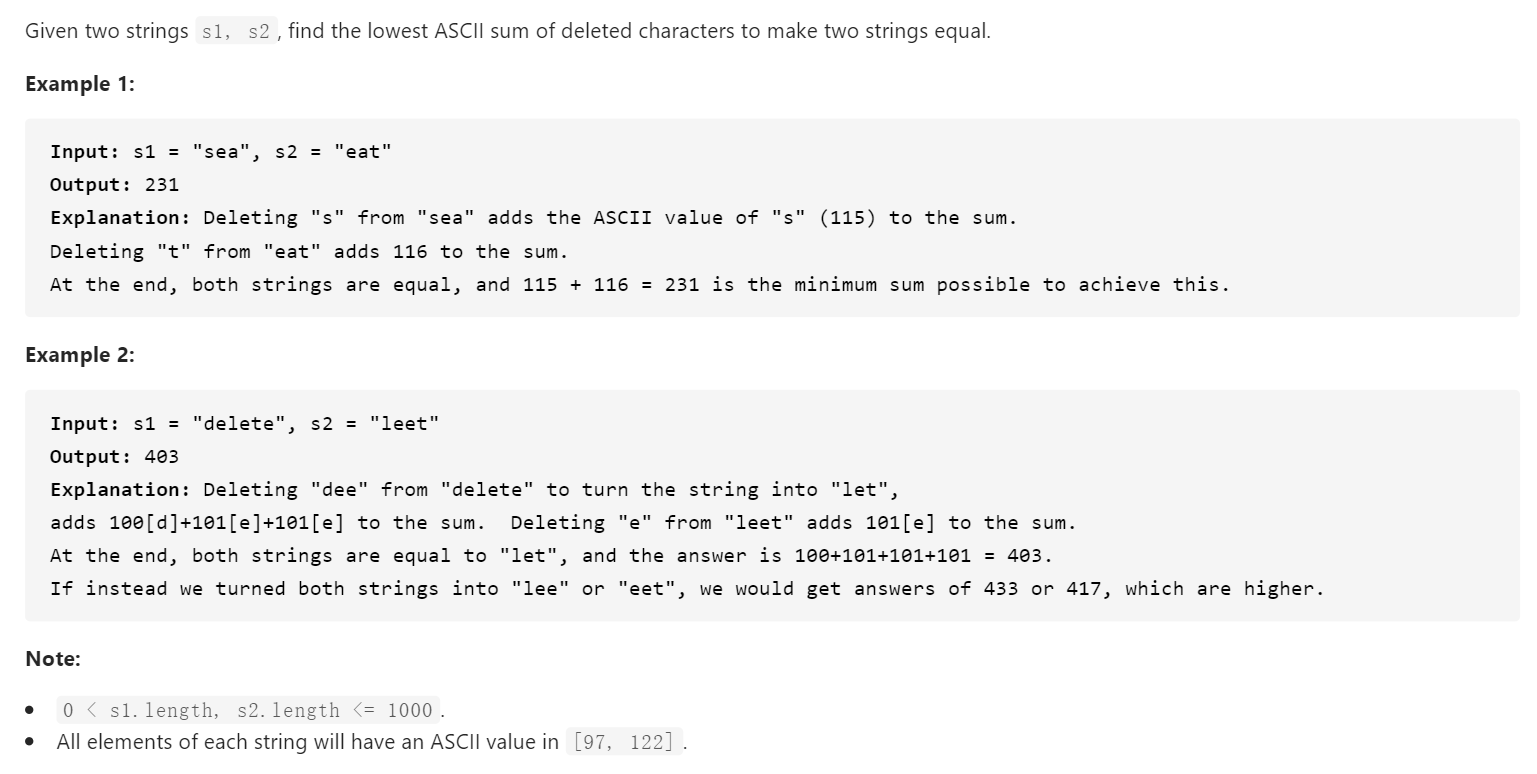 Given two strings s1, s2, find the lowest ASCII sum of deleted characters to make two strings equal.
Example 1:
Input: s1 = "sea", s2 = "eat"
Output: 231
Explanation: Deleting "s" from "sea" adds the ASCII value of "s" (115) to the sum.
Deleting "t" from "eat" adds 116 to the sum.
At the end, both strings are equal, and 115 + 116 = 231 is the minimum sum possible to achieve this.
Example 2:
Input: s1 = "delete", s2 = "leet"
Output: 403
Explanation: Deleting "dee" from "delete" to turn the string into "let",
adds 100[d]+101[e]+101[e] to the sum.  Deleting "e" from "leet" adds 101[e] to the sum.
At the end, both strings are equal to "let", and the answer is 100+101+101+101 = 403.
If instead we turned both strings into "lee" or "eet", we would get answers of 433 or 417, which are higher.
Note:
• 0 < s1.length, s2.length <= 1000.
• All elements of each string will have an ASCII value in [97, 122].